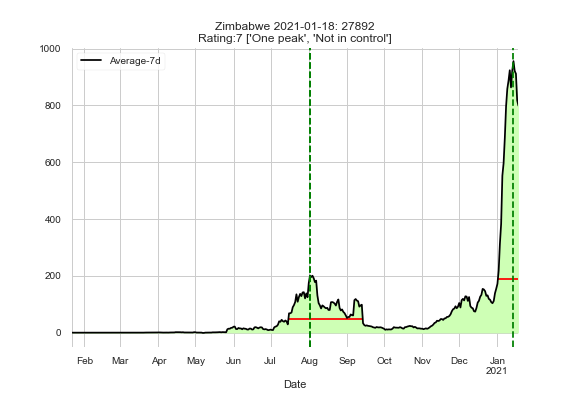 Zimbabwe 2021-01-18: 27892
Rating:7 ['One peak', 'Not in control']
1000
Average-7d
800
600
400
200
0
Feb Mar Apr May Jun Jul Aug Sep Oct Nov Dec Jan
2021
Date